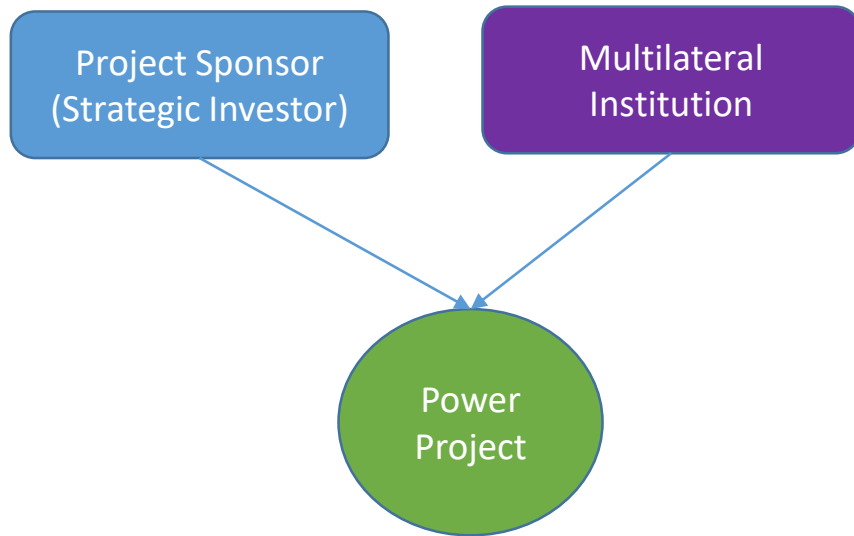 Project Sponsor
(Strategic Investor)
Multilateral
Institution
Power
Project